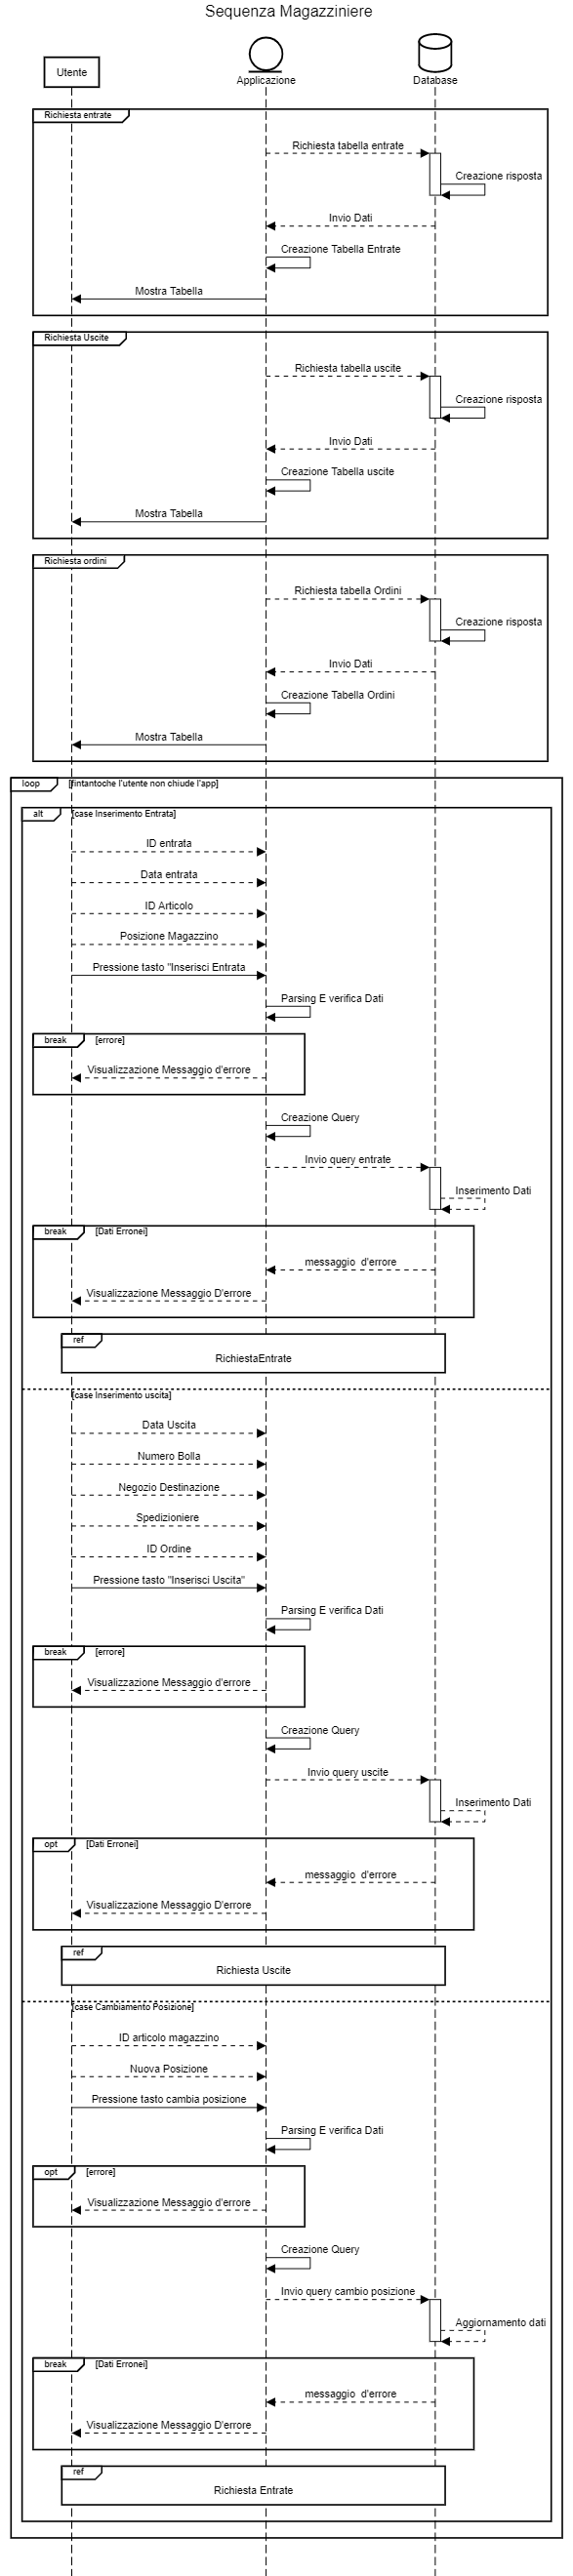 Sequenza Magazziniere
Utente
Applicazione
Database
Richiesta entrate
Richiesta tabella entrate
Creazione risposta
Invio Dati
Creazione Tabella Entrate
Mostra Tabella
Richiesta Uscite
Richiesta tabella uscite
Creazione risposta
Invio Dati
Creazione Tabella uscite
Mostra Tabella
Richiesta ordini
Richiesta tabella Ordini
Creazione risposta
Invio Dati
Creazione Tabella Ordini
Mostra Tabella
loop [fintantoche l'utente non chiude l'app]
alt [case Inserimento Entrata]
ID entrata
Data entrata
ID Articolo
Posizione Magazzino
Pressione tasto "Inserisci Entrata
Parsing E verifica Dati
break [errore]
Visualizzazione Messaggio d'errore
Creazione Query
Invio query entrate
Inserimento Dati
break [Dati Erronei]
messaggio d'errore
Visualizzazione Messaggio D'errore
ref
RichiestaEntrate
[case Inserimento uscita]
Data Uscita
Numero Bolla
Negozio Destinazione
Spedizioniere
ID Ordine
Pressione tasto "Inserisci Uscita"
Parsing E verifica Dati
break [errore]
Visualizzazione Messaggio d'errore
Creazione Query
Invio query uscite
Inserimento Dati
opt [Dati Erronei]
messaggio d'errore
Visualizzazione Messaggio D'errore
ref
Richiesta Uscite
[case Cambiamento Posizione]
ID articolo magazzino
Nuova Posizione
Pressione tasto cambia posizione
Parsing E verifica Dati
opt [errore]
Visualizzazione Messaggio d'errore
Creazione Query
Invio query cambio posizione
Aggiornamento dati
break [Dati Erronei]
messaggio d'errore
Visualizzazione Messaggio D'errore
ref
Richiesta Entrate